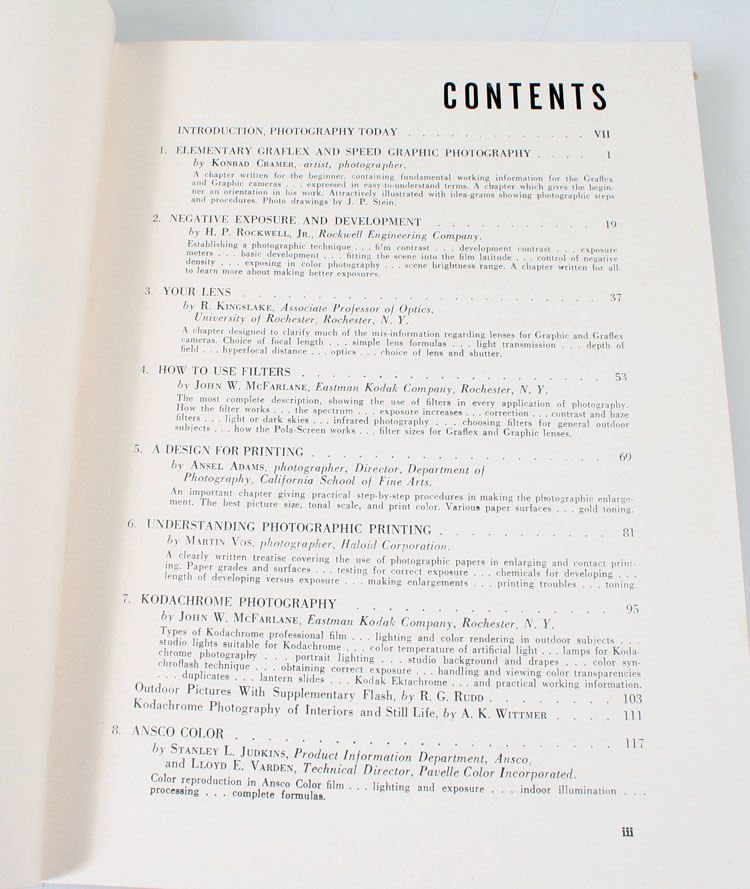 CONTENTS
INTRODUCTION, PHOTOGRAPHY TODAY . . . . . . . . . . . . . VII
1. ELEMENTARY GRAFLEX AND SPEED GRAPHIC PHOTOGRAPHY . . . . 1
by KONRAD CRAMER, artist, photographer.
A chapter written for the beginner, containing fundamental working information for the Graflex
and Graphic cameras . . . expressed in easy-to-understand terms. A chapter which gives the begin-
ner an orientation in his work. Attractively illustrated with idea-grams showing photographic steps
and procedures. Photo drawings by J. P. Stein.
2. NEGATIVE EXPOSURE AND DEVELOPMENT . . . . . . . . . . . 19
by H. P. ROCKWELL, JR., Rockwell Engineering Company.
Establishing a photographic technique . . . film contrast . . . development contrast . . . exposure
meters . . . basic development . . . fitting the scene into the film latitude . . . control of negative
density . . . exposing in color photography . . . scene brightness range. A chapter written for all
to learn more about making better exposures.
3. YOUR LENS . . . . . . . . . . . . . . . . . . . . . . 37
by R. KINGSLAKE, Associate Professor of Optics,
University of Rochester, Rochester, N. Y.
A chapter designed to clarify much of the mis-information regarding lenses for Graphic and Graflex
cameras. Choice of focal length . . . simple lens formulas . . . light transmission . . . depth of
field . . . hyperfocal distance . . . optics . . . choice of lens and shutter.
4. HOW TO USE FILTERS . . . . . . . . . . . . . . . . . . 53
by JOHN W. MCFARLANE, Eastman Kodak Company, Rochester, N. Y.
The most complete description, showing the use of filters in every application of photography.
How the filter works . . . the spectrum . . . exposure increases . . . correction . . . contrast and haze
filters . . . light or dark skies . . . infrared photography . . . choosing filters for general outdoor
subjects . . . how the Pola-Screen works . . . filter sizes for Graflex and Graphic lenses.
5. A DESIGN FOR PRINTING . . . . . . . . . . . . . . . . . 69
by ANSEL ADAMS, photographer, Director, Department of
Photography, California School of Fine Arts.
An important chapter giving practical step-by-step procedures in making the photographic enlarge-
ment. The best picture size, tonal scale, and print color. Various paper surfaces . . . gold toning.
6. UNDERSTANDING PHOTOGRAPHIC PRINTING . . . . . . . . . . 81
by MARTIN VOS, photographer, Haloid Corporation.
A clearly written treatise covering the use of photographic papers in enlarging and contact print-
ing. Paper grades and surfaces . . . testing for correct exposure . . . chemicals for developing . . .
length of developing versus exposure . . . making enlargements . . . printing troubles . . . toning.
7. KODACHROME PHOTOGRAPHY . . . . . . . . . . . . . . . . 95
by JOHN W. MCFARLANE, Eastman Kodak Company, Rochester, N. Y.
Types of Kodachrome professional film . . . lighting and color rendering in outdoor subjects . . .
studio lights suitable for Kodachrome . . . color temperature of artificial light . . . lamps for Koda-
chrome photography . . . portrait lighting . . . studio background and drapes . . . color syn-
chroflash technique . . . obtaining correct exposure . . . handling and viewing color transparencies
. . . duplicates . . . lantern slides . . . Kodak Ektachrome . . . and practical working information.
Outdoor Pictures With Supplementary Flash, by R. G. RUDD . . . . . . . . 103
Kodachrome Photography of Interiors and Still Life, by A. K. WITTMER . . . . 111
8. ANSCO COLOR . . . . . . . . . . . . . . . . . . . . . 117
by STANLEY L. JUDKINS, Product Information Department, Ansco,
and LLOYD E. VARDEN, Technical Director, Pavelle Color Incorporated.
Color reproduction in Ansco Color film . . . lighting and exposure . . . indoor illumination . . .
processing . . . complete formulas.
iii